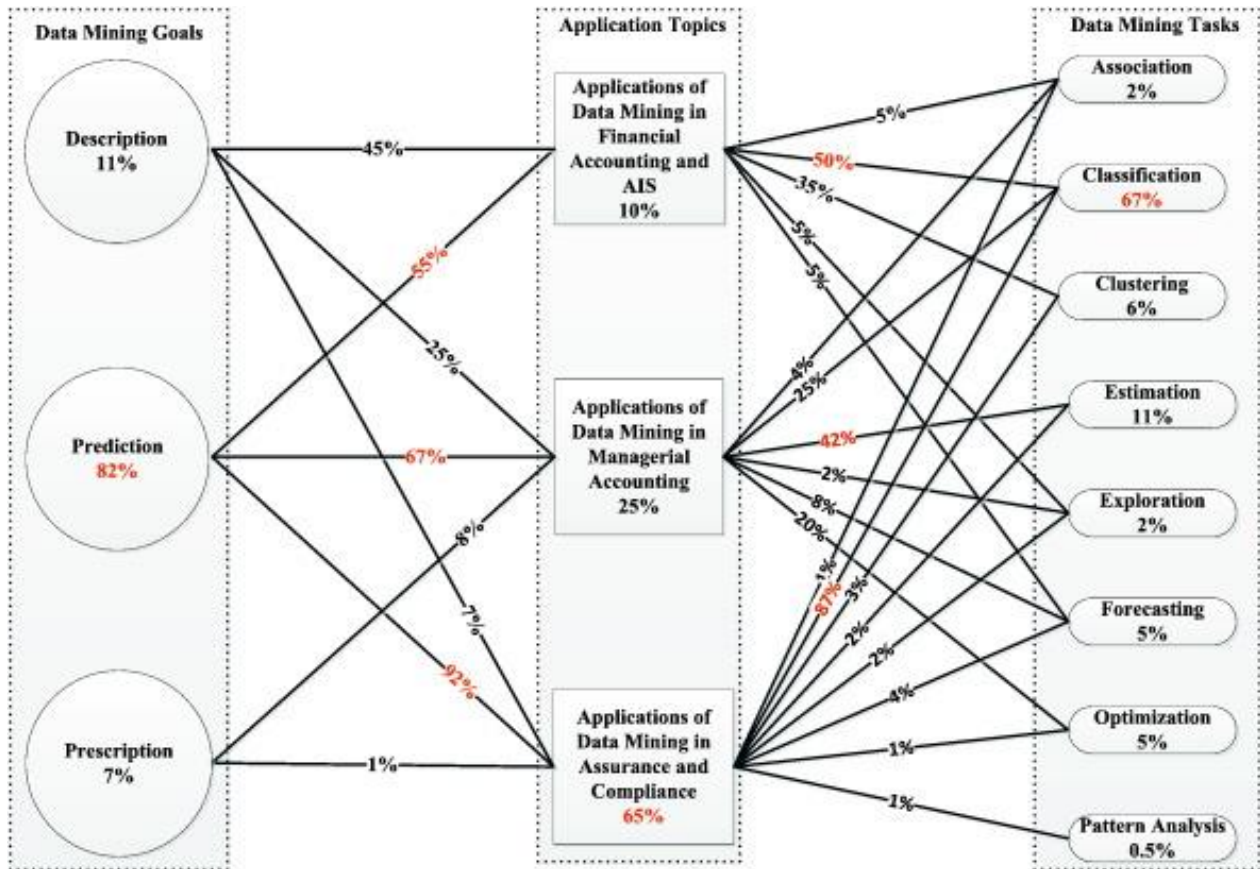 Data Mining Goals
Description
11%
Prediction
82%
Prescription
7%
45%
55%
25%
67%
8%
7%
92%
1%
Application Topics
Applications of
Data Mining in
Financial
Accounting and
AIS
10%
Applications of
Data Mining in
Managerial
Accounting
25%
Applications of
Data Mining in
Assurance and
Compliance
65%
5%
50%
35%
5%
5%
4%
25%
42%
2%
8%
20%
1%
87%
3%
2%
2%
4%
1%
1%
Data Mining Tasks
Association
2%
Classification
67%
Clustering
6%
Estimation
11%
Exploration
2%
Forecasting
5%
Optimization
5%
Pattern Analysis
0.5%